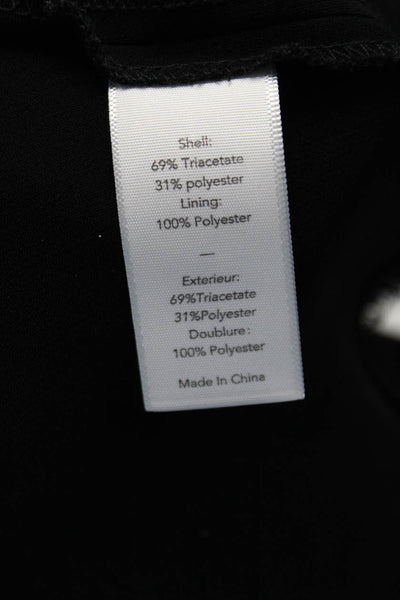 Shell:
69% Triacetate
31% polyester
Lining:
100% Polyester
—
Exterieur:
69%Triacetate
31%Polyester
Doublure:
100% Polyester
Made In China